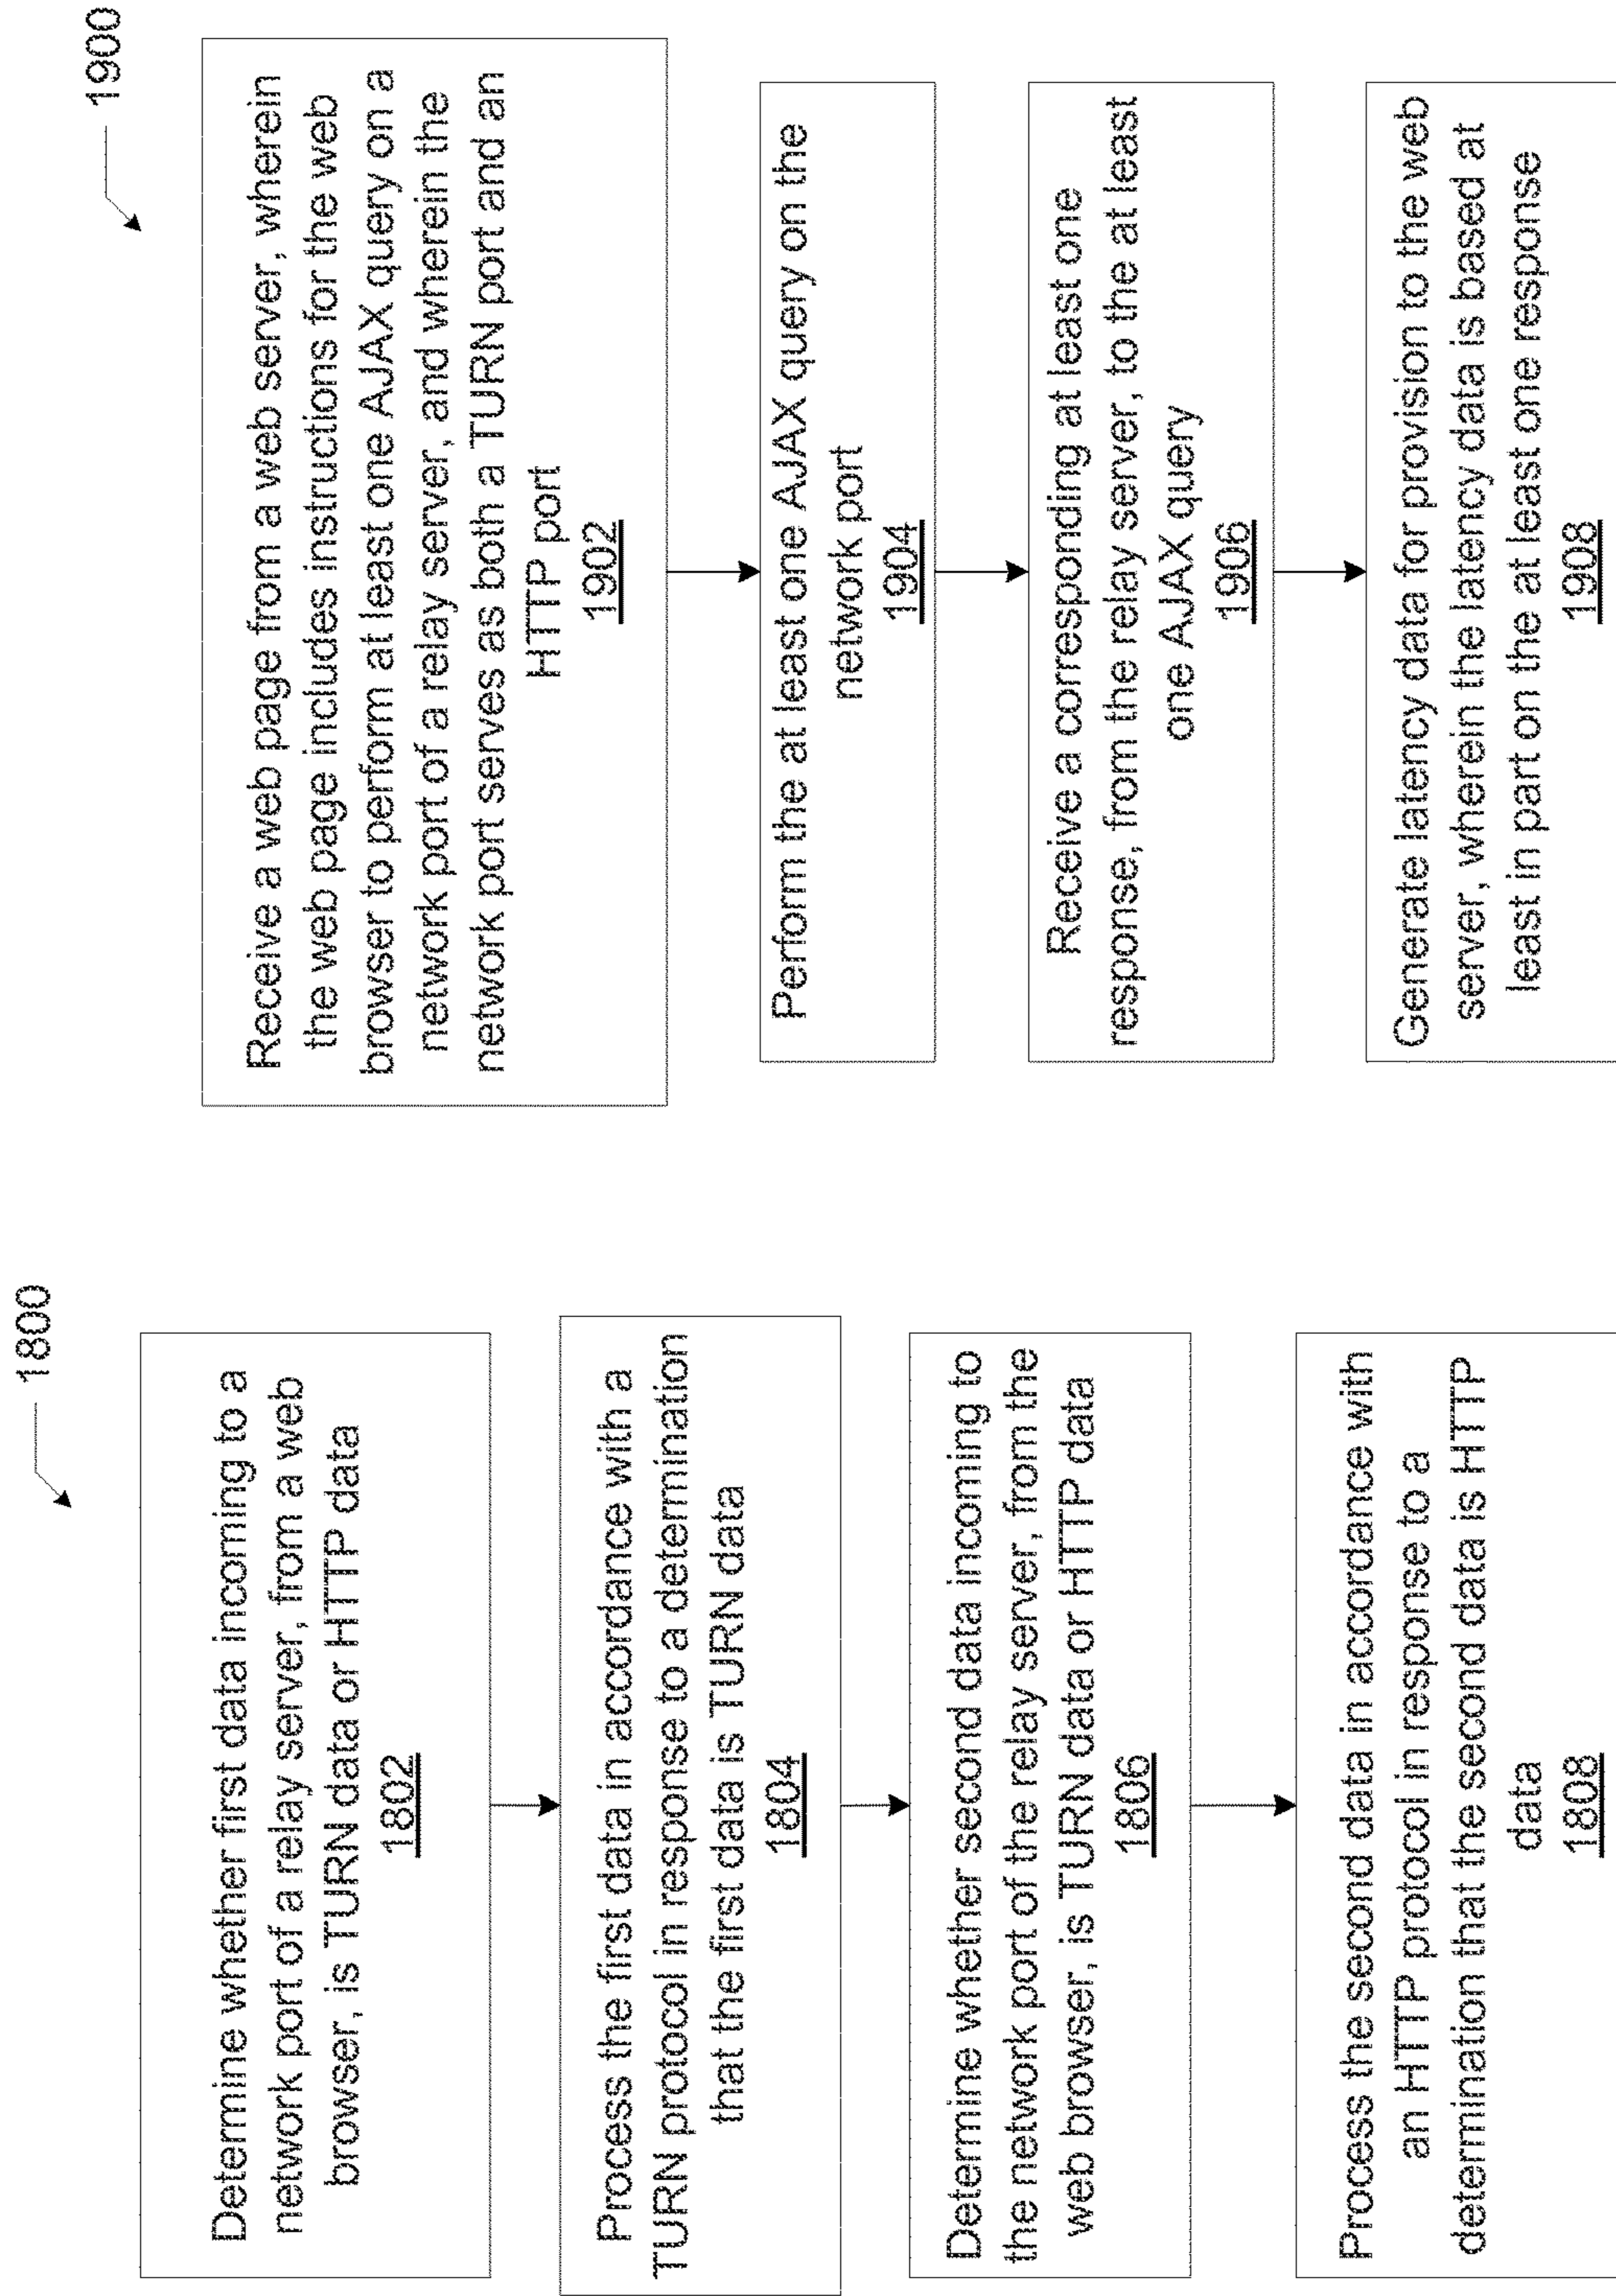 1800
Determine whether first data incoming to a
network port of a relay server, from a web
browser, is TURN data or HTTP data
1802
Process the first data in accordance with a
TURN protocol in response to a determination
that the first data is TURN data
1804
Determine whether second data incoming to
the network port of the relay server, from the
web browser, is TURN data or HTTP data
1806
Process the second data in accordance with
an HTTP protocol in response to a
determination that the second data is HTTP
data
1808
1900
Receive a web page from a web server, wherein
the web page includes instructions for the web
browser to perform at least one AJAX query on a
network port of a relay server, and wherein the
network port serves as both a TURN port and an
HTTP port
1902
Perform the at least one AJAX query on the
network port
1904
Receive a corresponding at least one
response, from the relay server, to the at least
one AJAX query
1906
Generate latency data for provision to the web
server, wherein the latency data is based at
least in part on the at least one response
1908